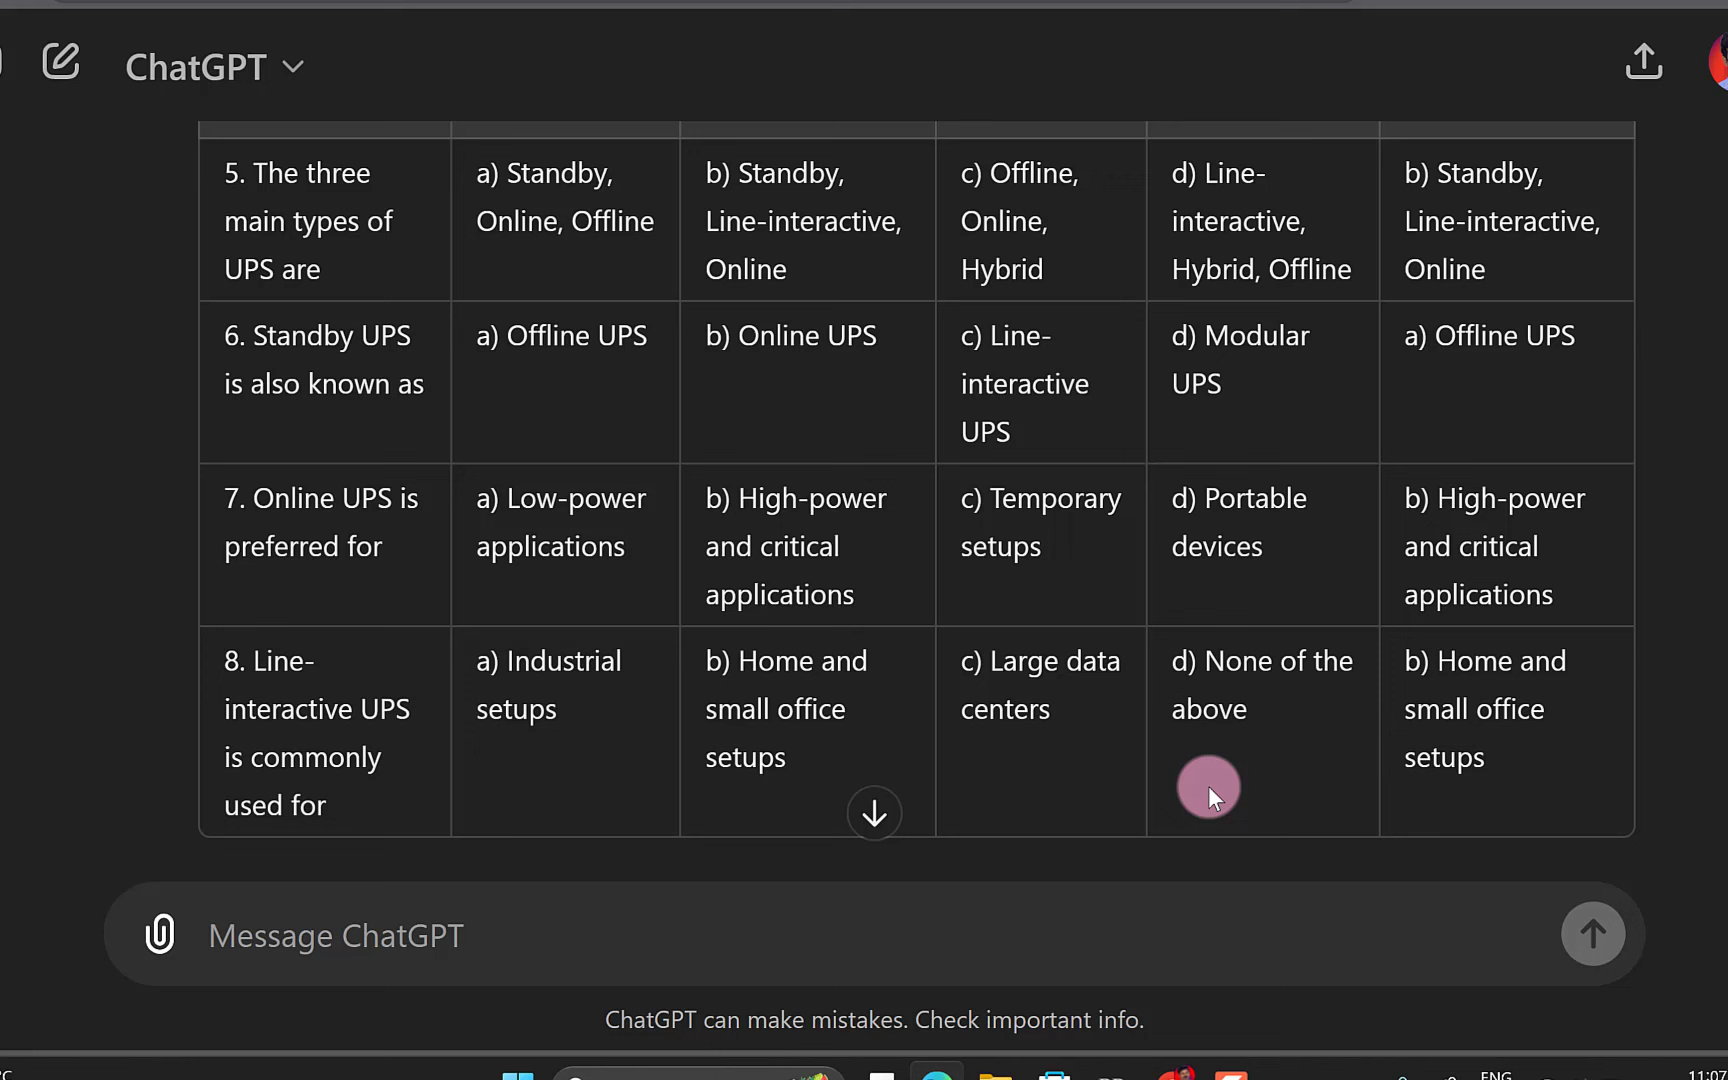 ChatGPT
5. The three
main types of
UPS are
a) Standby,
Online, Offline
b) Standby,
Line-interactive,
Online
c) Offline,
Online,
Hybrid
d) Line-
interactive,
Hybrid, Offline
b) Standby,
Line-interactive,
Online
6. Standby UPS
is also known as
a) Offline UPS
b) Online UPS
c) Line-
interactive
UPS
d) Modular
UPS
a) Offline UPS
7. Online UPS is
preferred for
a) Low-power
applications
b) High-power
and critical
applications
c) Temporary
setups
d) Portable
devices
b) High-power
and critical
applications
8. Line-
interactive UPS
is commonly
used for
a) Industrial
setups
b) Home and
small office
setups
c) Large data
centers
d) None of the
above
b) Home and
small office
setups
Message ChatGPT
ChatGPT can make mistakes. Check important info.
ENG
11:07